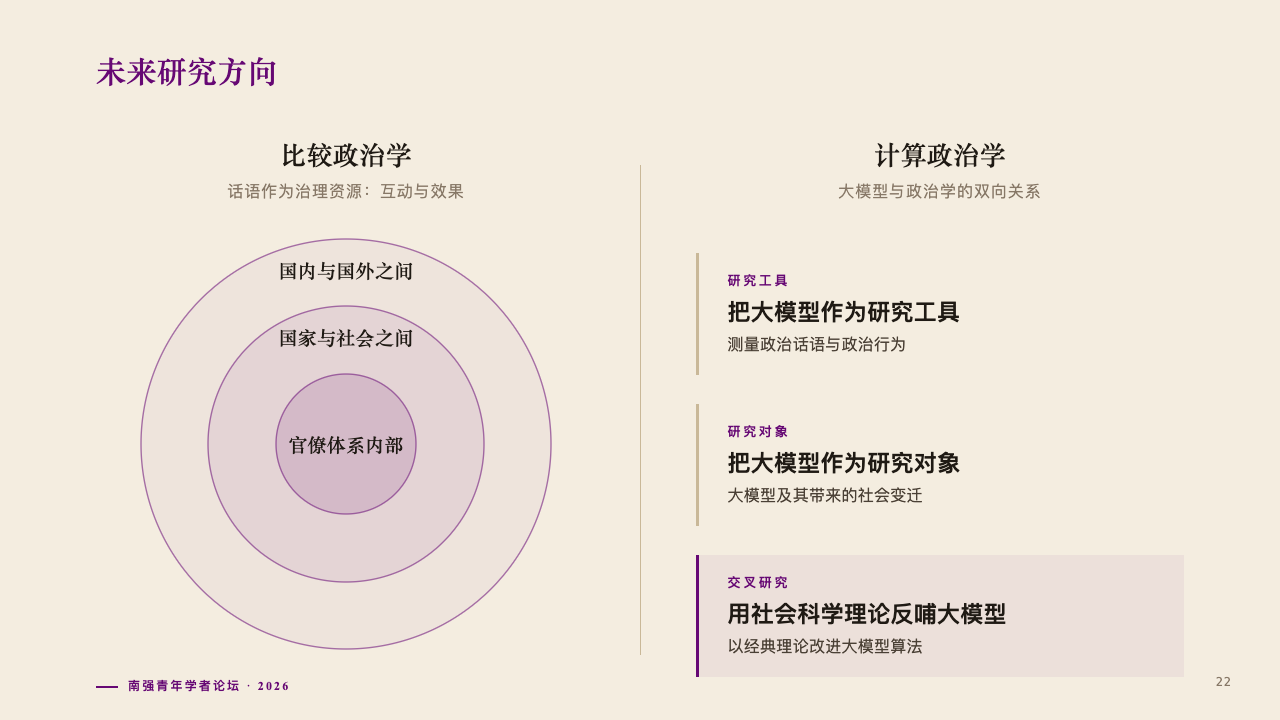 未来研究方向
比较政治学
话语作为治理资源：互动与效果
国内与国外之间
国家与社会之间
官僚体系内部
计算政治学
大模型与政治学的双向关系
研究工具
把大模型作为研究工具
测量政治话语与政治行为
研究对象
把大模型作为研究对象
大模型及其带来的社会变迁
交叉研究
用社会科学理论反哺大模型
以经典理论改进大模型算法
南强青年学者论坛 · 2026
22